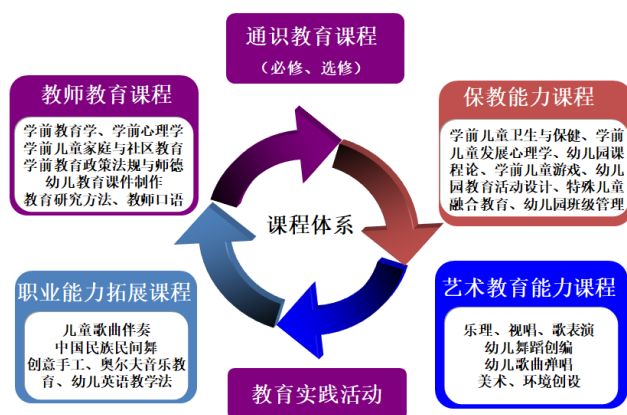 通识教育课程
（必修、选修）
教师教育课程
学前教育学、学前心理学
学前儿童家庭与社区教育
学前教育政策法规与师德
幼儿教育课件制作
教育研究方法、教师口语
保教能力课程
学前儿童卫生与保健、学前
儿童发展心理学、幼儿园课
程论、学前儿童游戏、幼儿
园教育活动设计、特殊儿童
融合教育、幼儿园班级管理
课程体系
职业能力拓展课程
儿童歌曲伴奏
中国民族民间舞
创意手工、奥尔夫音乐教
育、幼儿英语教学法
艺术教育能力课程
乐理、视唱、歌表演
幼儿舞蹈创编
幼儿歌曲弹唱
美术、环境创设
教育实践活动